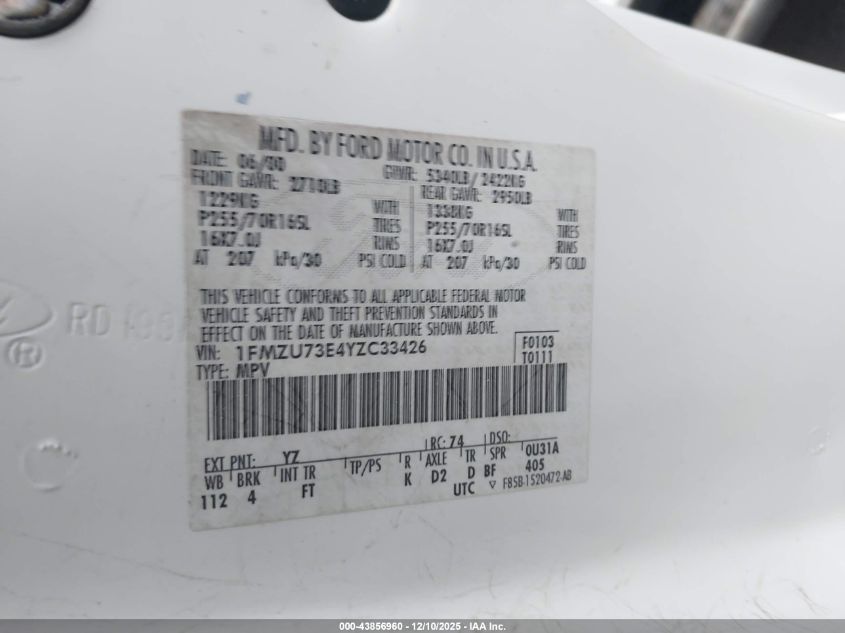 MFD. BY FORD MOTOR CO. IN U.S.A.
DATE: 06/00 GVWR: 5340LB/2422KG
FRONT GAWR: 2710LB REAR GAWR: 2950LB
1229KG WITH 1338KG WITH
P255/70R16SL TIRES P255/70R16SL TIRES
16X7.0J RIMS 16X7.0J RIMS
AT 207 kPa/30 PSI COLD AT 207 kPa/30 PSI COLD
THIS VEHICLE CONFORMS TO ALL APPLICABLE FEDERAL MOTOR
VEHICLE SAFETY AND THEFT PREVENTION STANDARDS IN
EFFECT ON THE DATE OF MANUFACTURE SHOWN ABOVE.
VIN: 1FMZU73E4YZC33426 F0103
TYPE: MPV T0111
EXT PNT: YZ RC: 74 DSO:
WB BRK INT TR TP/PS R AXLE TR SPR 0U31A
112 4 FT K D2 D BF 405
UTC ▽ F85B-1520472-AB
RD
®
000-43856960 - 12/10/2025 - IAA Inc.